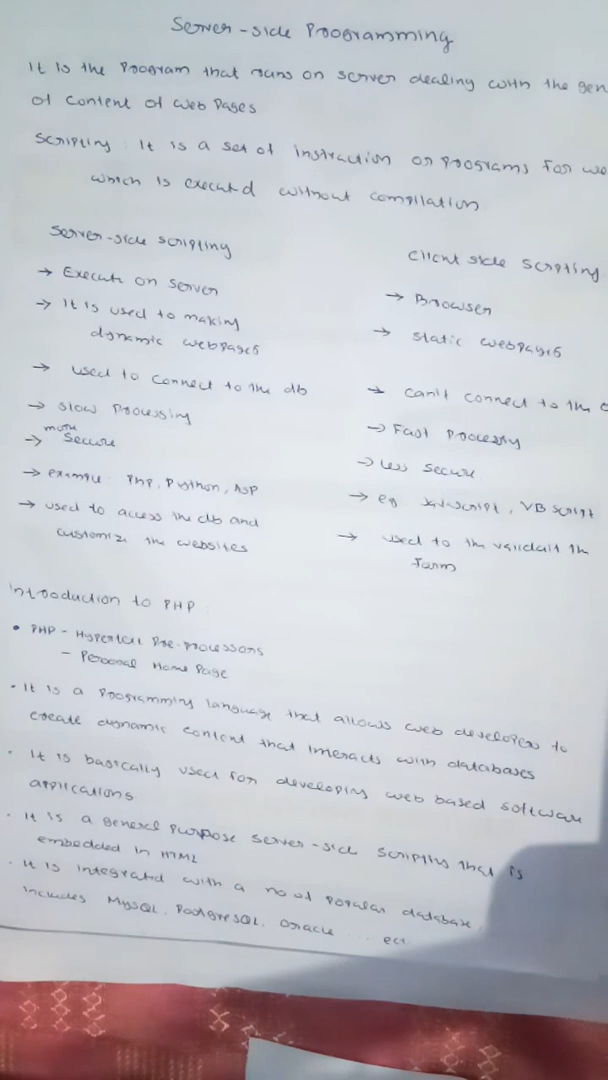 Server-side Programming
It is the Program that runs on server dealing with the gen
of content of web Pages
Scripting : It is a set of instruction or programs for we
which is executed without compilation
Server-side scripting
→ Execute on server
→ It is used to making
dynamic webpages
→ used to connect to the db
→ slow Processing
more
→ Secure
→ example : PHP, Python, ASP
→ used to access the db and
customize the websites
Client side scripting
→ Browser
→ static webpages
→ can't connect to the
→ Fast Processing
→ Less secure
→ eg Javascript, VB script
→ used to the validait the
form
Introduction to PHP :
• PHP - Hypertext Pre-processors
- Personal Home Page
• It is a Programming language that allows web developers to
create dynamic content that interacts with databases
• It is basically used for developing web based software
applications
• It is a general purpose server-side scripting that is
embedded in HTML
• It is integrated with a no of popular database.
includes MySQL, PostgreSQL, Oracle ... ect